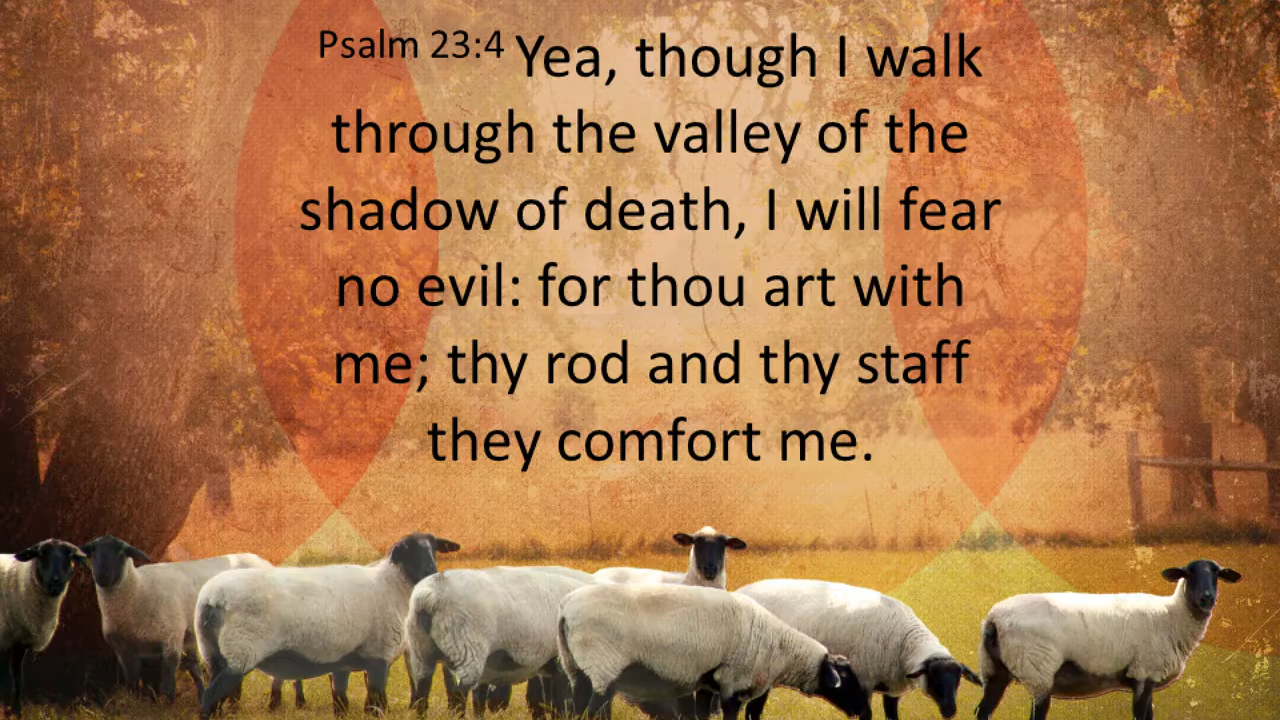 Psalm 23:4 Yea, though I walk
through the valley of the
shadow of death, I will fear
no evil: for thou art with
me; thy rod and thy staff
they comfort me.